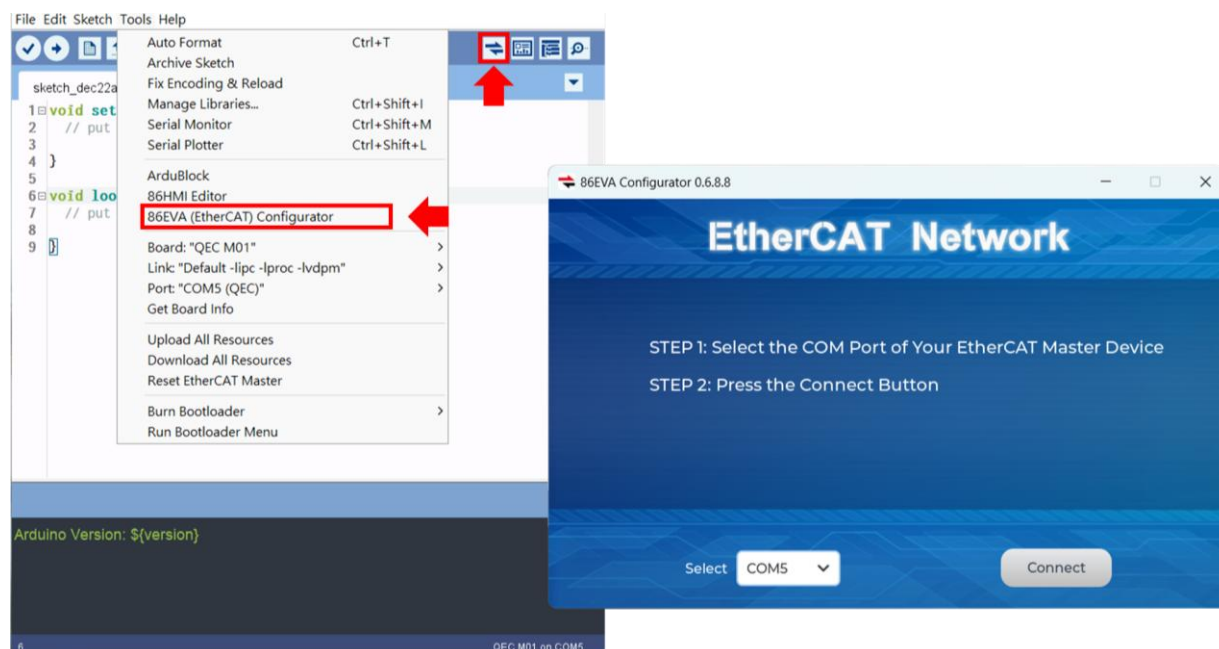 File Edit Sketch Tools Help
Auto Format Ctrl+T
Archive Sketch
Fix Encoding & Reload
Manage Libraries... Ctrl+Shift+I
Serial Monitor Ctrl+Shift+M
Serial Plotter Ctrl+Shift+L
ArduBlock
86HMI Editor
86EVA (EtherCAT) Configurator
Board: "QEC M01"
Link: "Default -lipc -lproc -lvdpm"
Port: "COM5 (QEC)"
Get Board Info
Upload All Resources
Download All Resources
Reset EtherCAT Master
Burn Bootloader
Run Bootloader Menu
sketch_dec22a
1 void set
2 // put
3
4 }
5
6 void loo
7 // put
8
9 }
Arduino Version: ${version}
6 QEC M01 on COM5
86EVA Configurator 0.6.8.8
EtherCAT Network
STEP 1: Select the COM Port of Your EtherCAT Master Device
STEP 2: Press the Connect Button
Select COM5 Connect